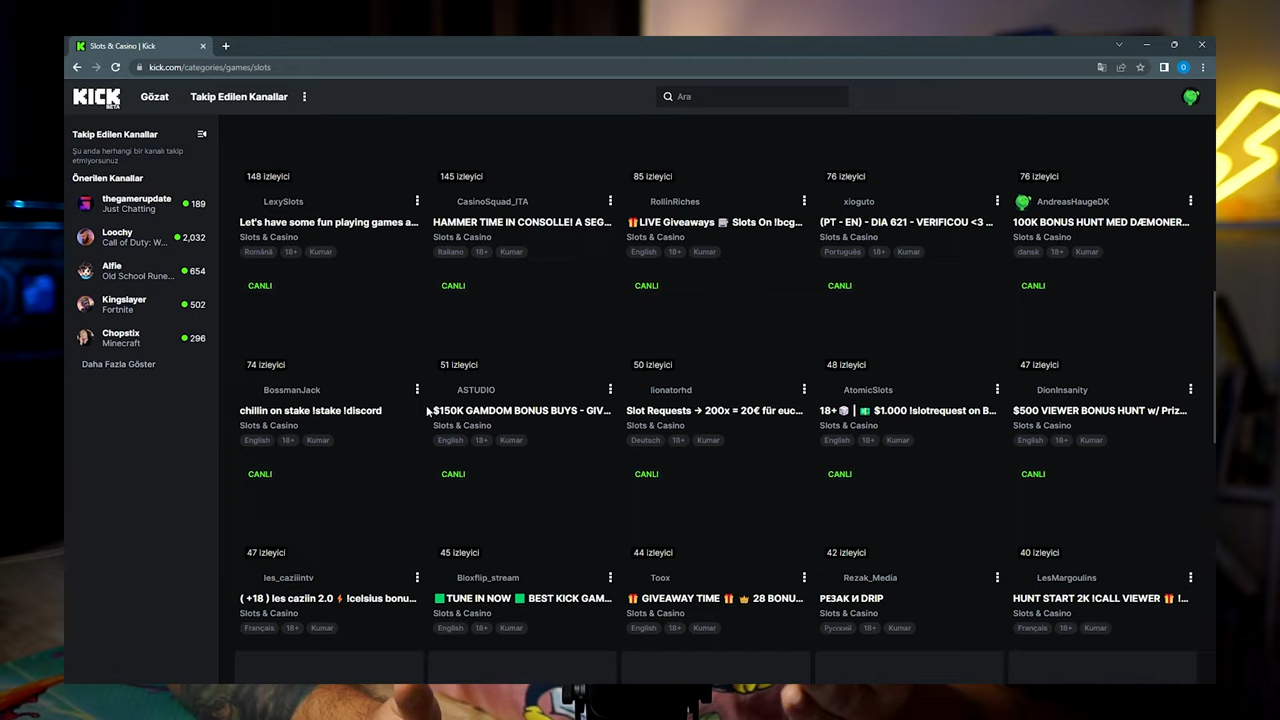 Slots & Casino | Kick
kick.com/categories/games/slots
KICK
BETA
Gözat
Takip Edilen Kanallar
Ara
Takip Edilen Kanallar
Şu anda herhangi bir kanalı takip
etmiyorsunuz
Önerilen Kanallar
thegamerupdate
Just Chatting
189
Loochy
Call of Duty: W...
2,032
Alfie
Old School Rune...
654
Kingslayer
Fortnite
502
Chopstix
Minecraft
296
Daha Fazla Göster
148 izleyici
LexySlots
Let's have some fun playing games a...
Slots & Casino
Română 18+ Kumar
145 izleyici
CasinoSquad_ITA
HAMMER TIME IN CONSOLLE! A SEG...
Slots & Casino
Italiano 18+ Kumar
85 izleyici
RollinRiches
🎁LIVE Giveaways 🎰 Slots On !bcg...
Slots & Casino
English 18+ Kumar
76 izleyici
xioguto
(PT - EN) - DIA 621 - VERIFICOU <3 ...
Slots & Casino
Português 18+ Kumar
76 izleyici
AndreasHaugeDK
100K BONUS HUNT MED DÆMONER...
Slots & Casino
dansk 18+ Kumar
CANLI
74 izleyici
BossmanJack
chillin on stake !stake !discord
Slots & Casino
English 18+ Kumar
CANLI
51 izleyici
ASTUDIO
$150K GAMDOM BONUS BUYS - GIV...
Slots & Casino
English 18+ Kumar
CANLI
50 izleyici
lionatorhd
Slot Requests → 200x = 20€ für euc...
Slots & Casino
Deutsch 18+ Kumar
CANLI
48 izleyici
AtomicSlots
18+🎲 | 💵 $1.000 !slotrequest on B...
Slots & Casino
English 18+ Kumar
CANLI
47 izleyici
DionInsanity
$500 VIEWER BONUS HUNT w/ Priz...
Slots & Casino
English 18+ Kumar
CANLI
47 izleyici
les_caziiintv
( +18 ) les caziin 2.0 ⚡ !celsius bonu...
Slots & Casino
Français 18+ Kumar
CANLI
45 izleyici
Bloxflip_stream
🟩TUNE IN NOW 🟩 BEST KICK GAM...
Slots & Casino
English 18+ Kumar
CANLI
44 izleyici
Toox
🎁 GIVEAWAY TIME 🎁 👑 28 BONU...
Slots & Casino
English 18+ Kumar
CANLI
42 izleyici
Rezak_Media
РЕЗАК И DRIP
Slots & Casino
Русский 18+ Kumar
CANLI
40 izleyici
LesMargoulins
HUNT START 2K !CALL VIEWER 🎁 !...
Slots & Casino
Français 18+ Kumar